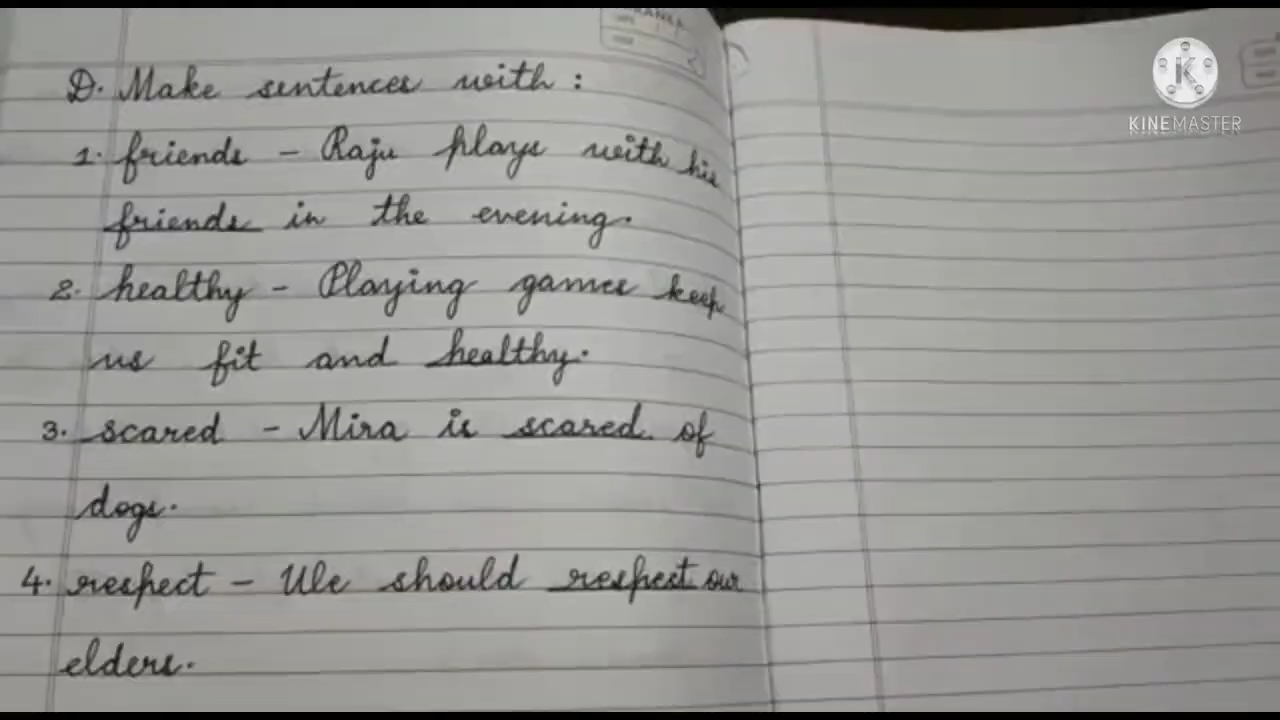 D. Make sentences with :
1. friends - Raju plays with his
friends in the evening.
2. healthy - Playing games keep
us fit and healthy.
3. scared - Mira is scared of
dogs.
4. respect - We should respect our
elders.
K
KINEMASTER